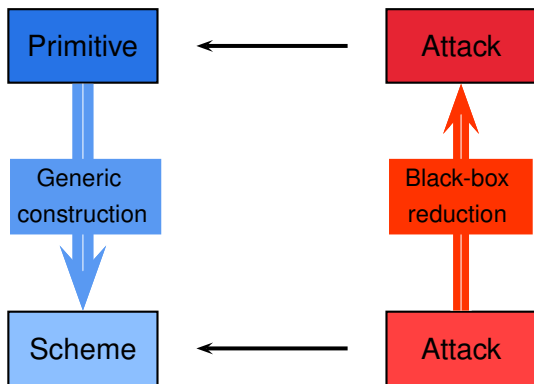 Primitive
Attack
Generic
construction
Black-box
reduction
Scheme
Attack